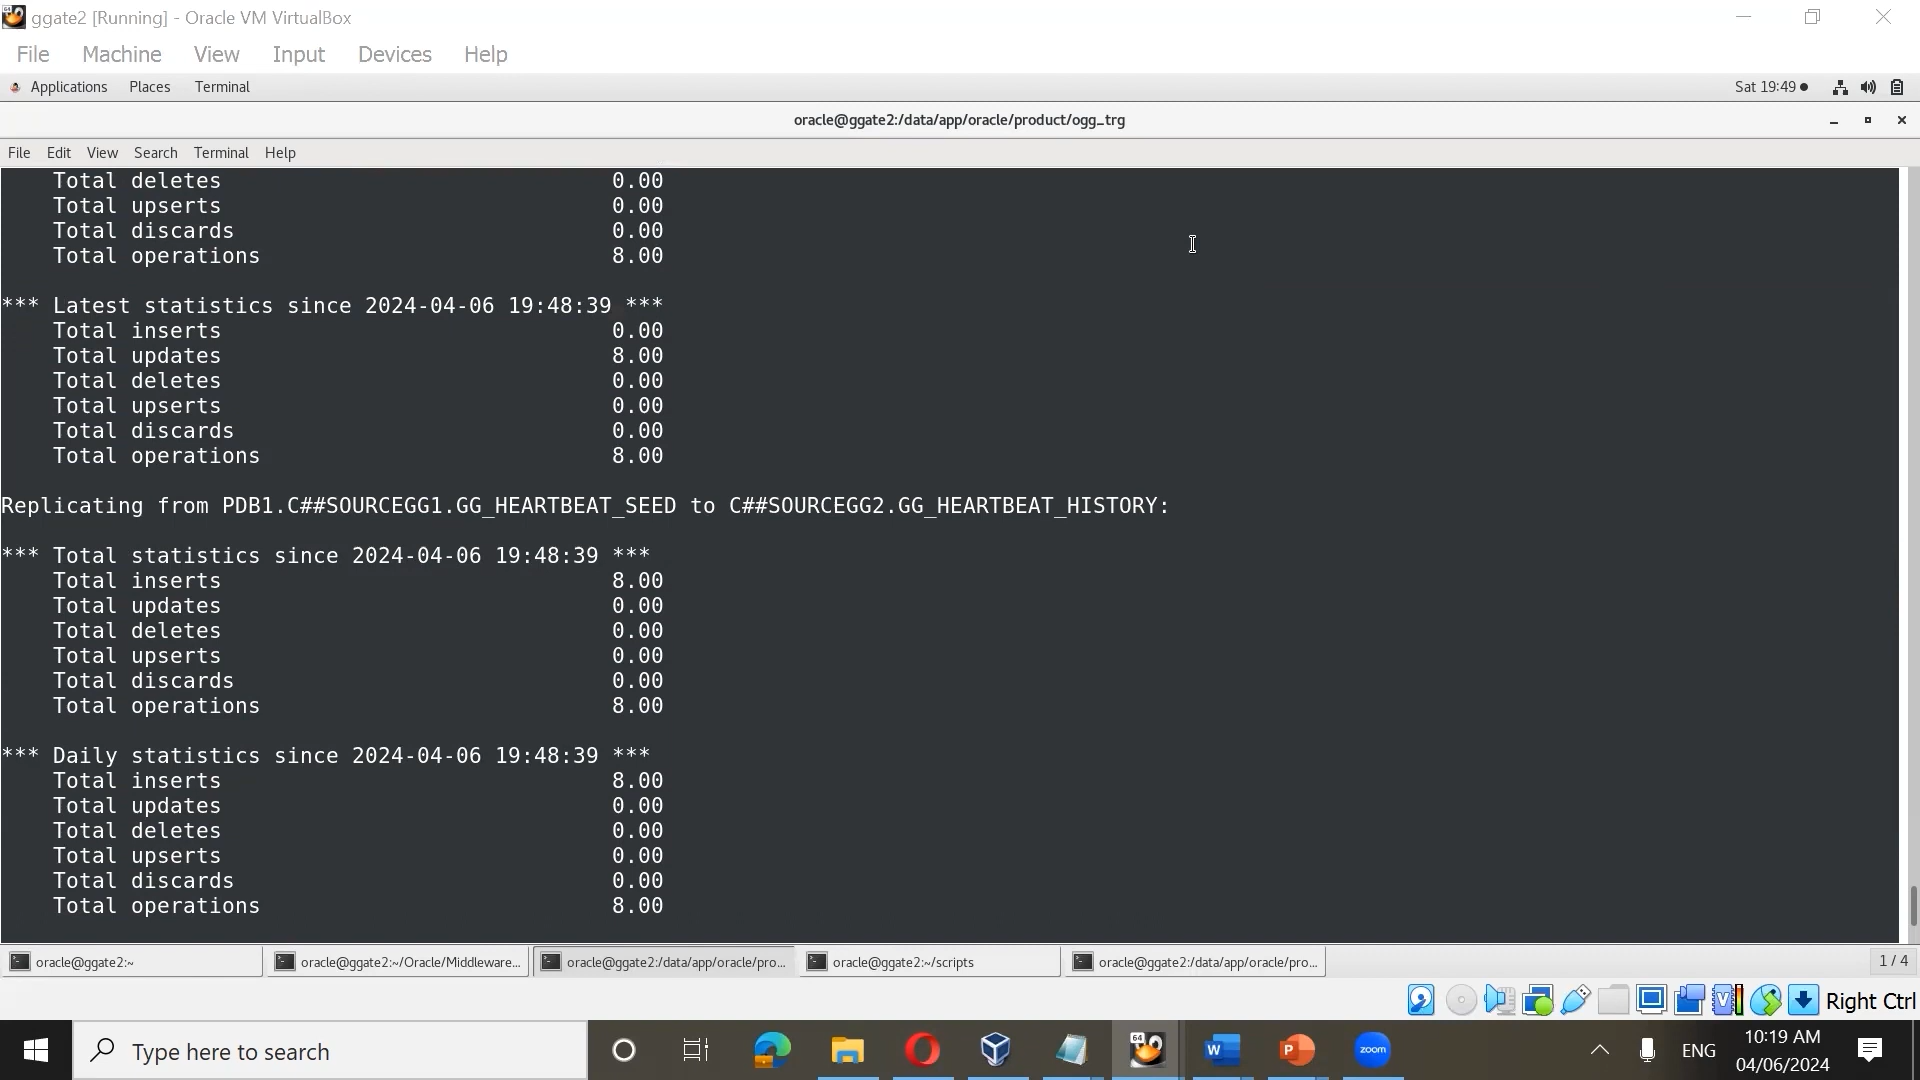 ggate2 [Running] - Oracle VM VirtualBox
File Machine View Input Devices Help
Applications Places Terminal Sat 19:49
oracle@ggate2:/data/app/oracle/product/ogg_trg
File Edit View Search Terminal Help
Total deletes 0.00
Total upserts 0.00
Total discards 0.00
Total operations 8.00
*** Latest statistics since 2024-04-06 19:48:39 ***
Total inserts 0.00
Total updates 8.00
Total deletes 0.00
Total upserts 0.00
Total discards 0.00
Total operations 8.00
Replicating from PDB1.C##SOURCEGG1.GG_HEARTBEAT_SEED to C##SOURCEGG2.GG_HEARTBEAT_HISTORY:
*** Total statistics since 2024-04-06 19:48:39 ***
Total inserts 8.00
Total updates 0.00
Total deletes 0.00
Total upserts 0.00
Total discards 0.00
Total operations 8.00
*** Daily statistics since 2024-04-06 19:48:39 ***
Total inserts 8.00
Total updates 0.00
Total deletes 0.00
Total upserts 0.00
Total discards 0.00
Total operations 8.00
oracle@ggate2:~ oracle@ggate2:~/Oracle/Middleware... oracle@ggate2:/data/app/oracle/pro... oracle@ggate2:~/scripts oracle@ggate2:/data/app/oracle/pro... 1 / 4
Right Ctrl
Type here to search
64
W
P
zoom
ENG
10:19 AM
04/06/2024